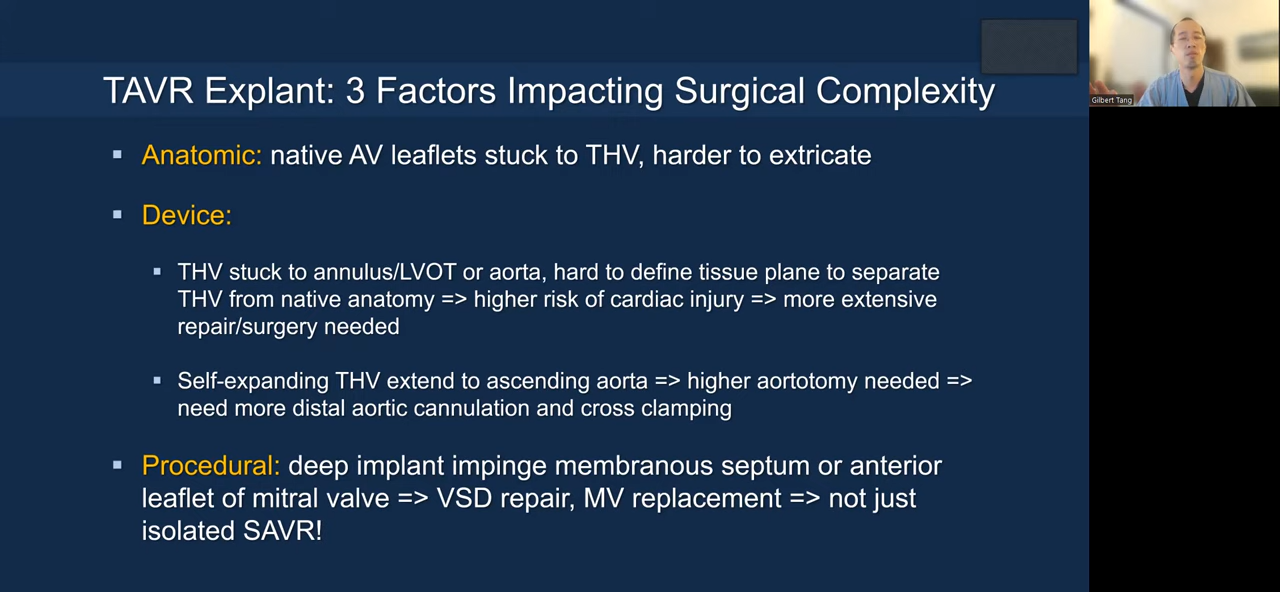 TAVR Explant: 3 Factors Impacting Surgical Complexity
Gilbert Tang
▪ Anatomic: native AV leaflets stuck to THV, harder to extricate
▪ Device:
▪ THV stuck to annulus/LVOT or aorta, hard to define tissue plane to separate
THV from native anatomy => higher risk of cardiac injury => more extensive
repair/surgery needed
▪ Self-expanding THV extend to ascending aorta => higher aortotomy needed =>
need more distal aortic cannulation and cross clamping
▪ Procedural: deep implant impinge membranous septum or anterior
leaflet of mitral valve => VSD repair, MV replacement => not just
isolated SAVR!